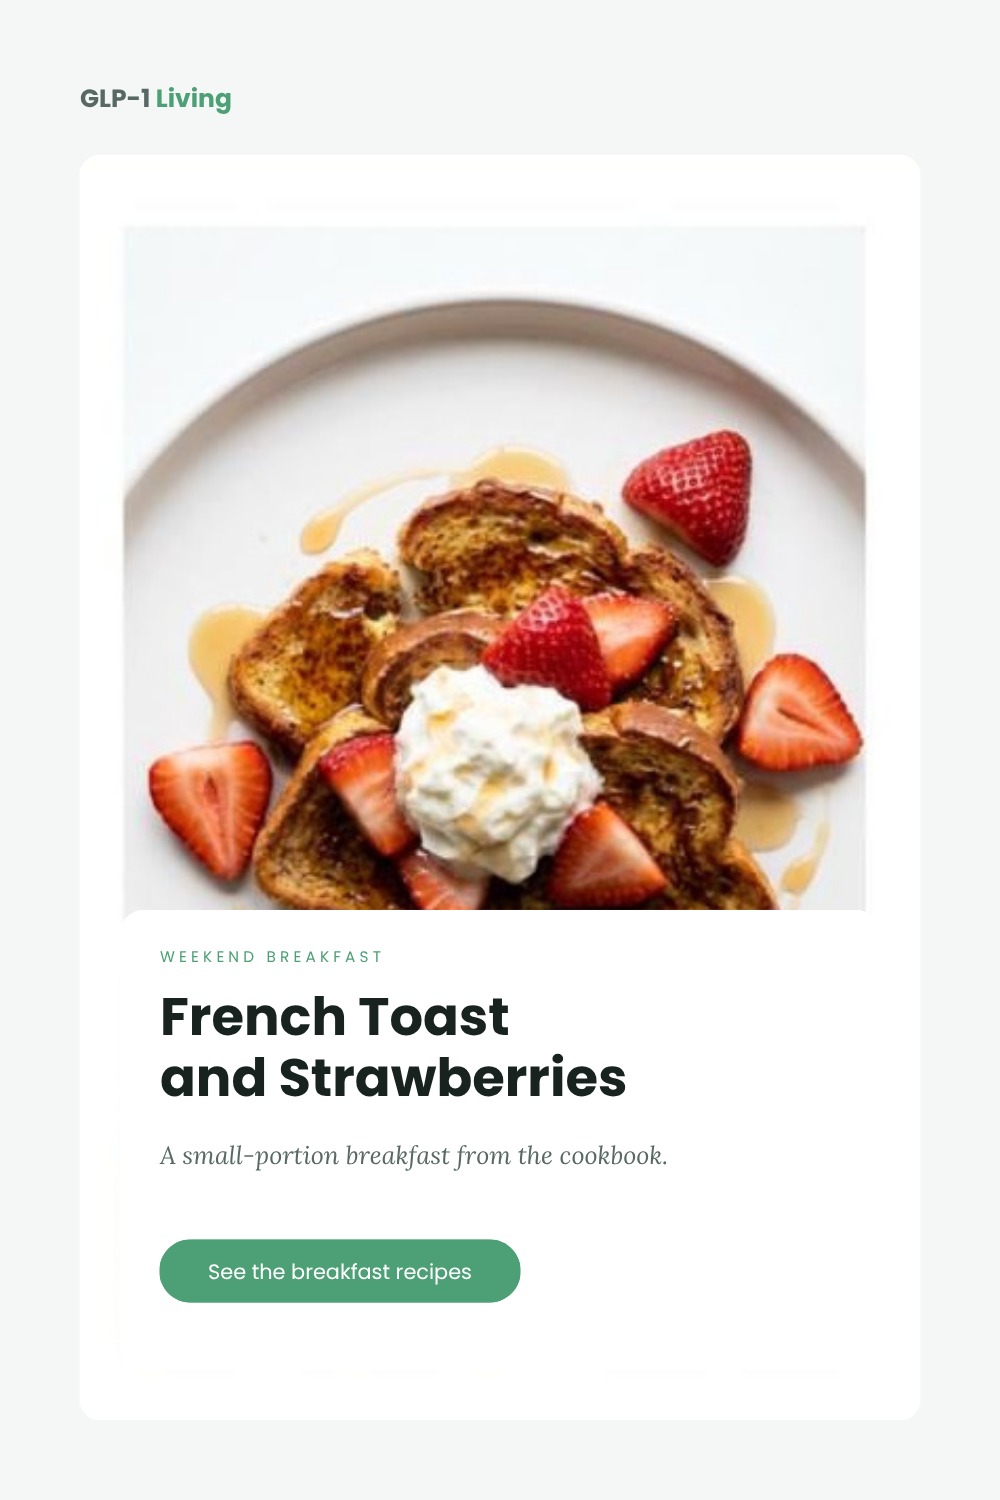 GLP-1 Living
WEEKEND BREAKFAST
French Toast
and Strawberries
A small-portion breakfast from the cookbook.
See the breakfast recipes